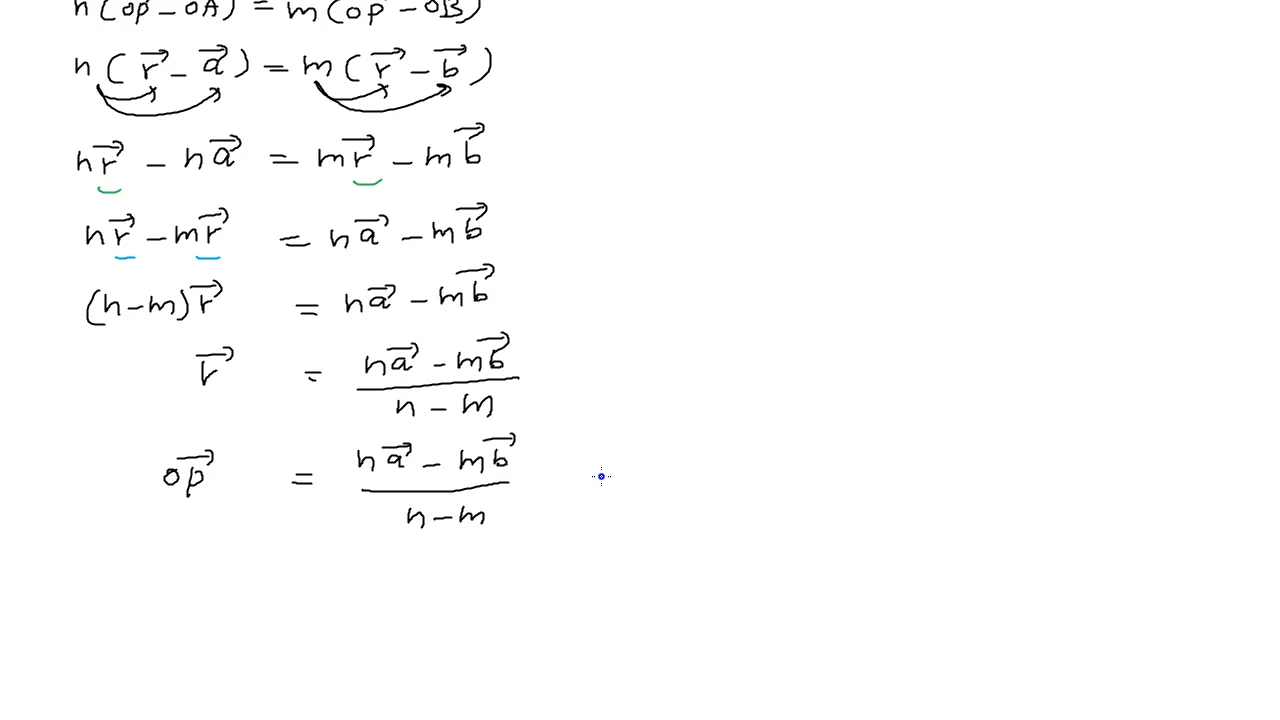 n(OP – OA) = m(OP – OB)
n(r⃗ – a⃗) = m(r⃗ – b⃗)
nr⃗ – na⃗ = mr⃗ – mb⃗
nr⃗ – mr⃗ = na⃗ – mb⃗
(n–m)r⃗ = na⃗ – mb⃗
r⃗ = (na⃗ – mb⃗)/(n – m)
OP⃗ = (na⃗ – mb⃗)/(n–m)